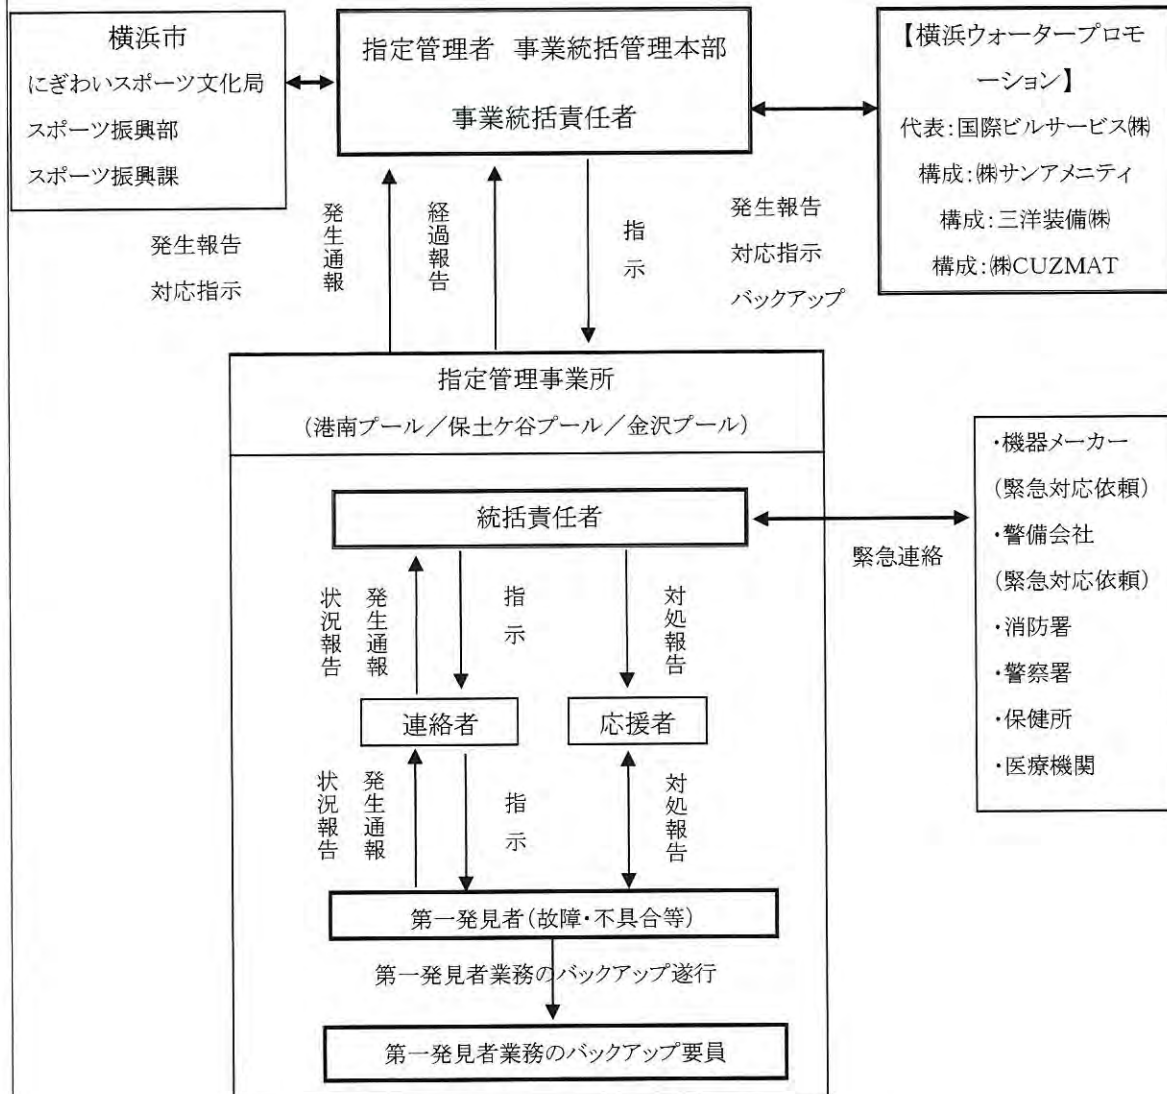 横浜市
にぎわいスポーツ文化局
スポーツ振興部
スポーツ振興課
指定管理者 事業統括管理本部
事業統括責任者
【横浜ウォータープロモ
ーション】
代表:国際ビルサービス㈱
構成:㈱サンアメニティ
構成:三洋装備㈱
構成:㈱CUZMAT
発生報告
対応指示
発生通報
経過報告
指示
発生報告
対応指示
バックアップ
指定管理事業所
(港南プール/保土ケ谷プール/金沢プール)
統括責任者
緊急連絡
・機器メーカー
(緊急対応依頼)
・警備会社
(緊急対応依頼)
・消防署
・警察署
・保健所
・医療機関
状況報告
発生通報
指示
対処報告
連絡者
応援者
状況報告
発生通報
指示
対処報告
第一発見者(故障・不具合等)
第一発見者業務のバックアップ遂行
第一発見者業務のバックアップ要員